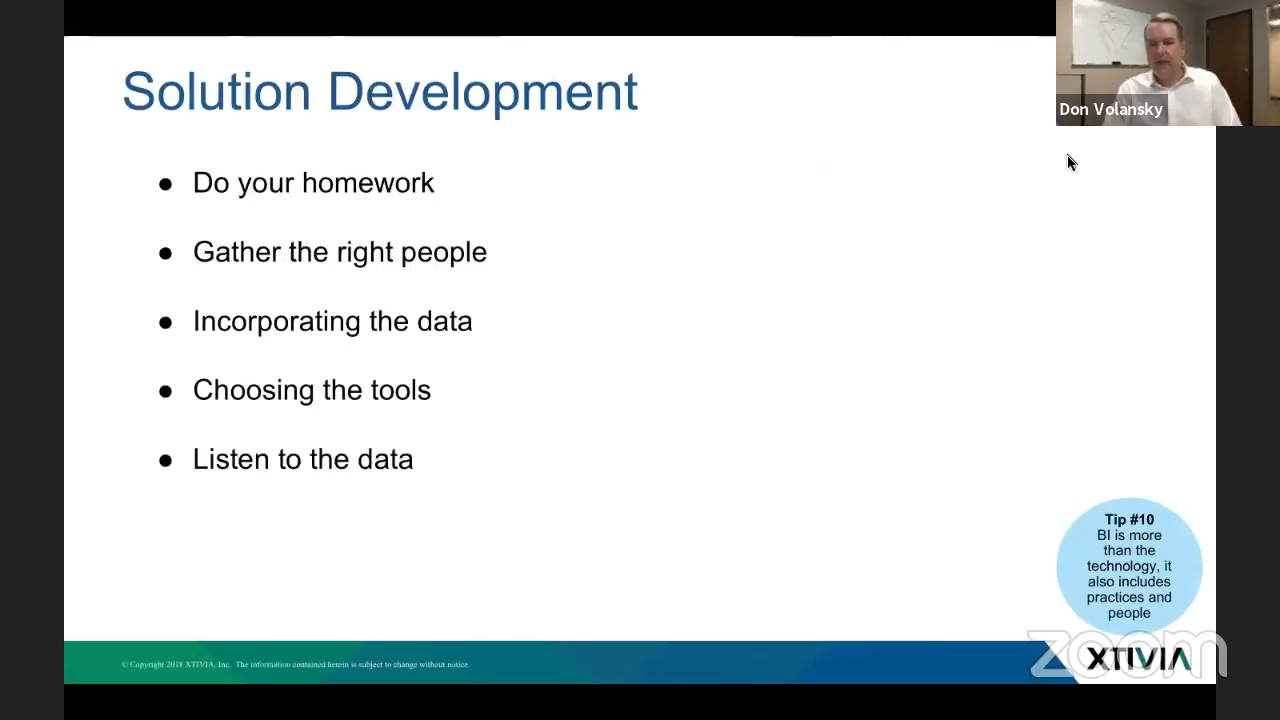 Solution Development
Don Volansky
● Do your homework
● Gather the right people
● Incorporating the data
● Choosing the tools
● Listen to the data
Tip #10
BI is more
than the
technology, it
also includes
practices and
people
© Copyright 2018 XTIVIA, Inc. The information contained herein is subject to change without notice.
zoom
XTIVIA